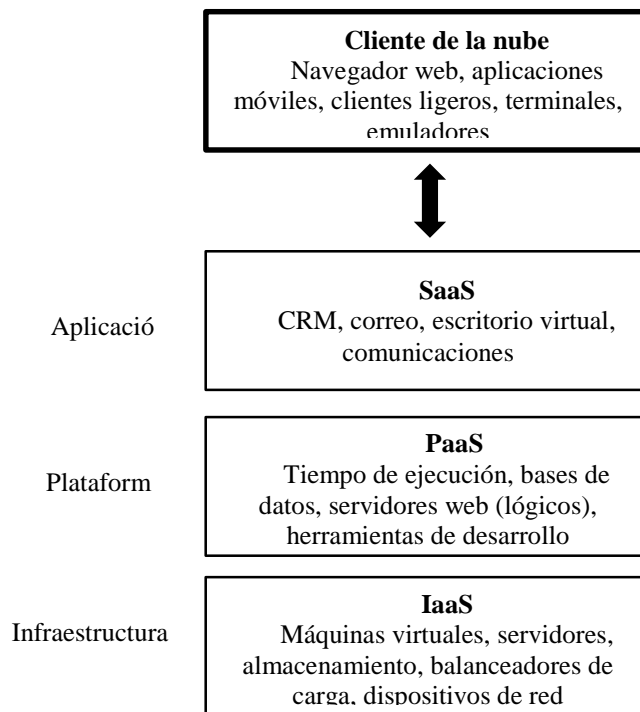 Cliente de la nube
Navegador web, aplicaciones
móviles, clientes ligeros, terminales,
emuladores
SaaS
Aplicació
CRM, correo, escritorio virtual,
comunicaciones
PaaS
Plataform
Tiempo de ejecución, bases de
datos, servidores web (lógicos),
herramientas de desarrollo
IaaS
Infraestructura
Máquinas virtuales, servidores,
almacenamiento, balanceadores de
carga, dispositivos de red